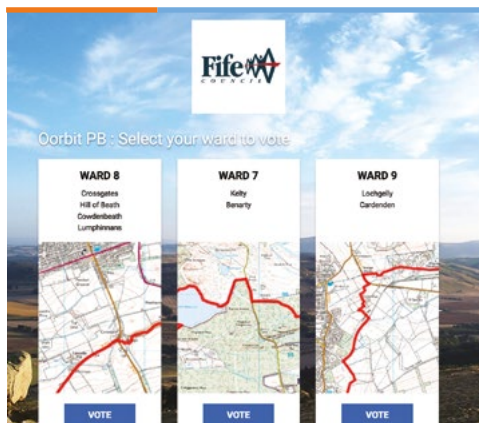 Fife
COUNCIL
Oorbit PB : Select your ward to vote
WARD 8
Crossgates
Hill of Beath
Cowdenbeath
Lumphinnans
WARD 7
Kelty
Benarty
WARD 9
Lochgelly
Cardenden
VOTE
VOTE
VOTE